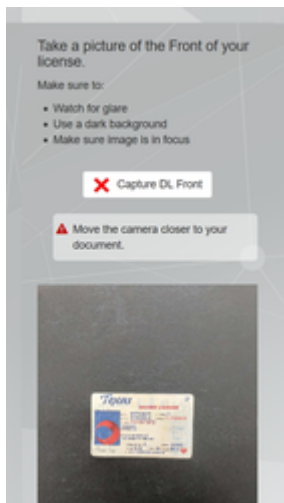 Take a picture of the Front of your
license.
Make sure to:
• Watch for glare
• Use a dark background
• Make sure image is in focus
Capture DL Front
Move the camera closer to your
document.
Texas